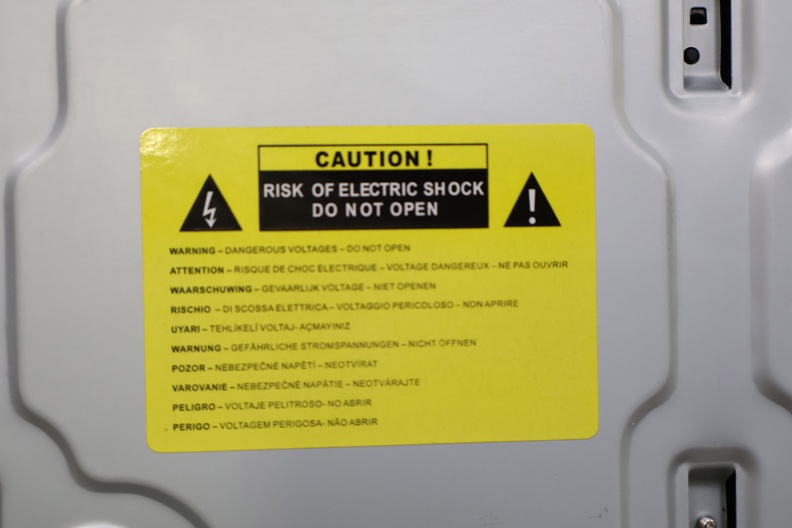 CAUTION !
RISK OF ELECTRIC SHOCK
DO NOT OPEN
WARNING – DANGEROUS VOLTAGES – DO NOT OPEN
ATTENTION – RISQUE DE CHOC ELECTRIQUE – VOLTAGE DANGEREUX – NE PAS OUVRIR
WAARSCHUWING – GEVAARLIJK VOLTAGE – NIET OPENEN
RISCHIO – DI SCOSSA ELETTRICA – VOLTAGGIO PERICOLOSO – NON APRIRE
UYARI – TEHLİKELİ VOLTAJ- AÇMAYINIZ
WARNUNG – GEFÄHRLICHE STROMSPANNUNGEN – NICHT ÖFFNEN
POZOR – NEBEZPEČNÉ NAPĚTÍ – NEOTVÍRAT
VAROVANIE – NEBEZPEČNÉ NAPÄTIE – NEOTVÁRAJTE
PELIGRO – VOLTAJE PELITROSO- NO ABRIR
PERIGO – VOLTAGEM PERIGOSA- NÃO ABRIR